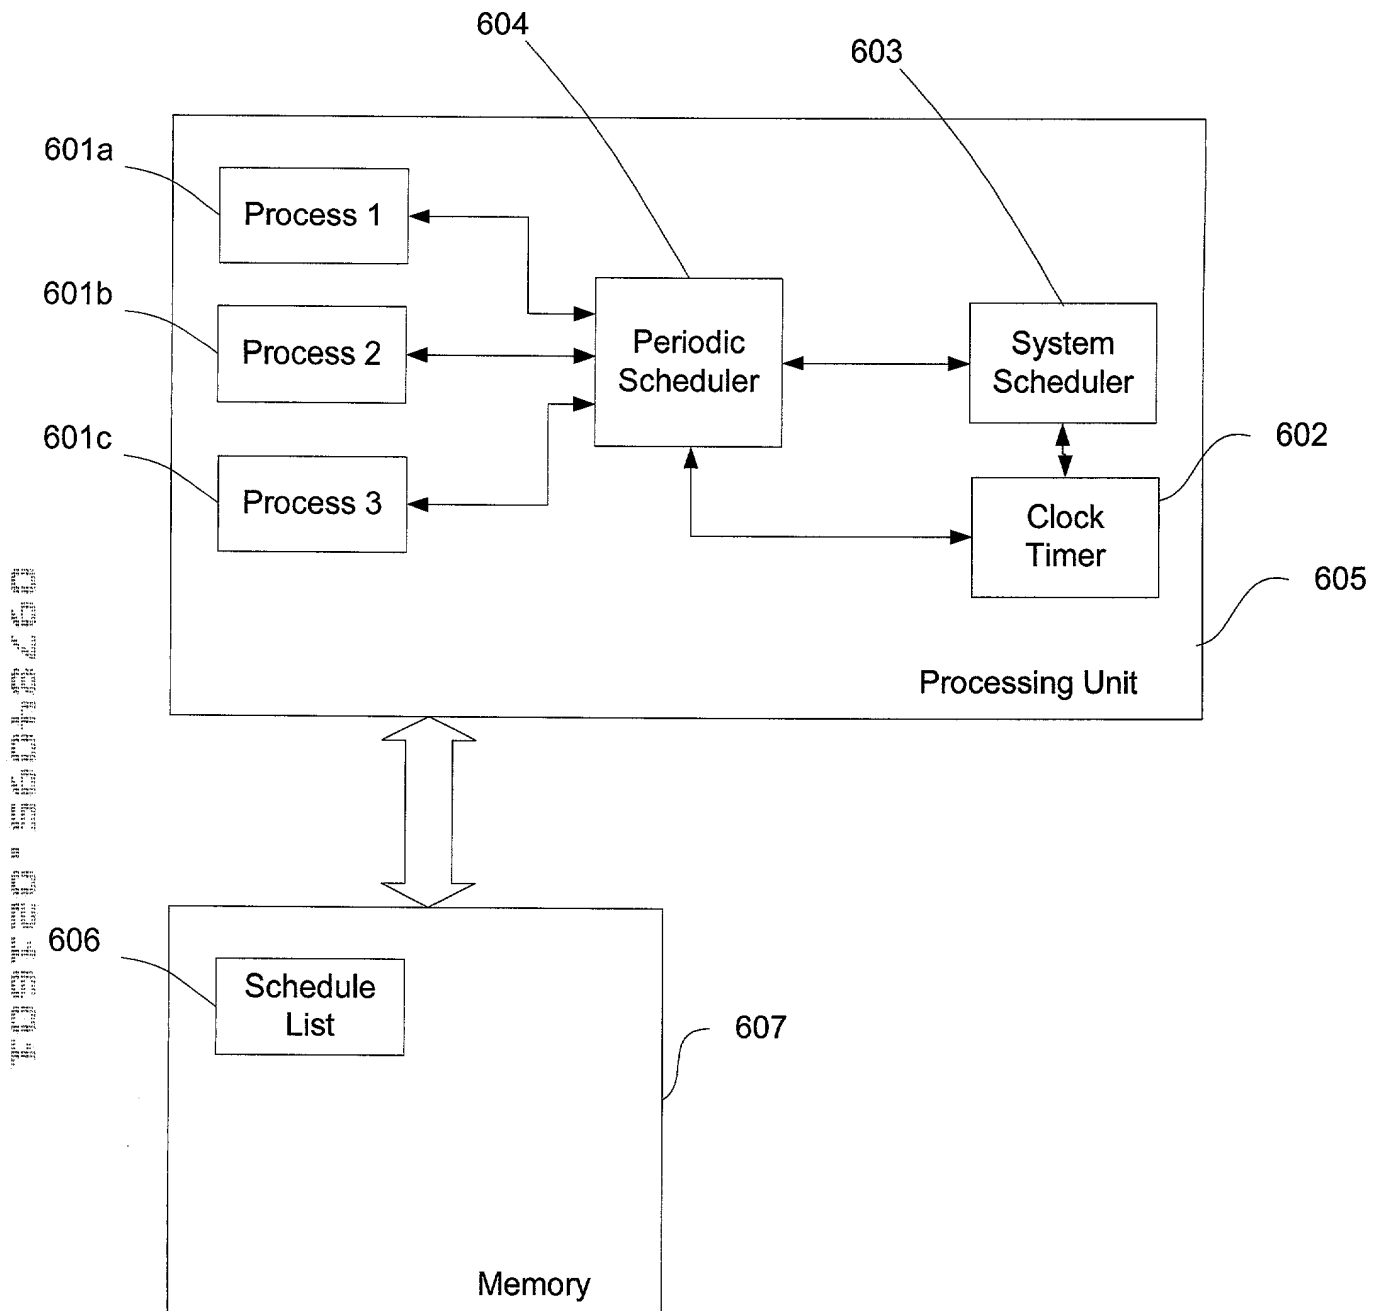 604
603
601a
Process 1
601b
Process 2
Periodic
Scheduler
System
Scheduler
601c
Process 3
602
Clock
Timer
605
Processing Unit
606
Schedule
List
607
Memory